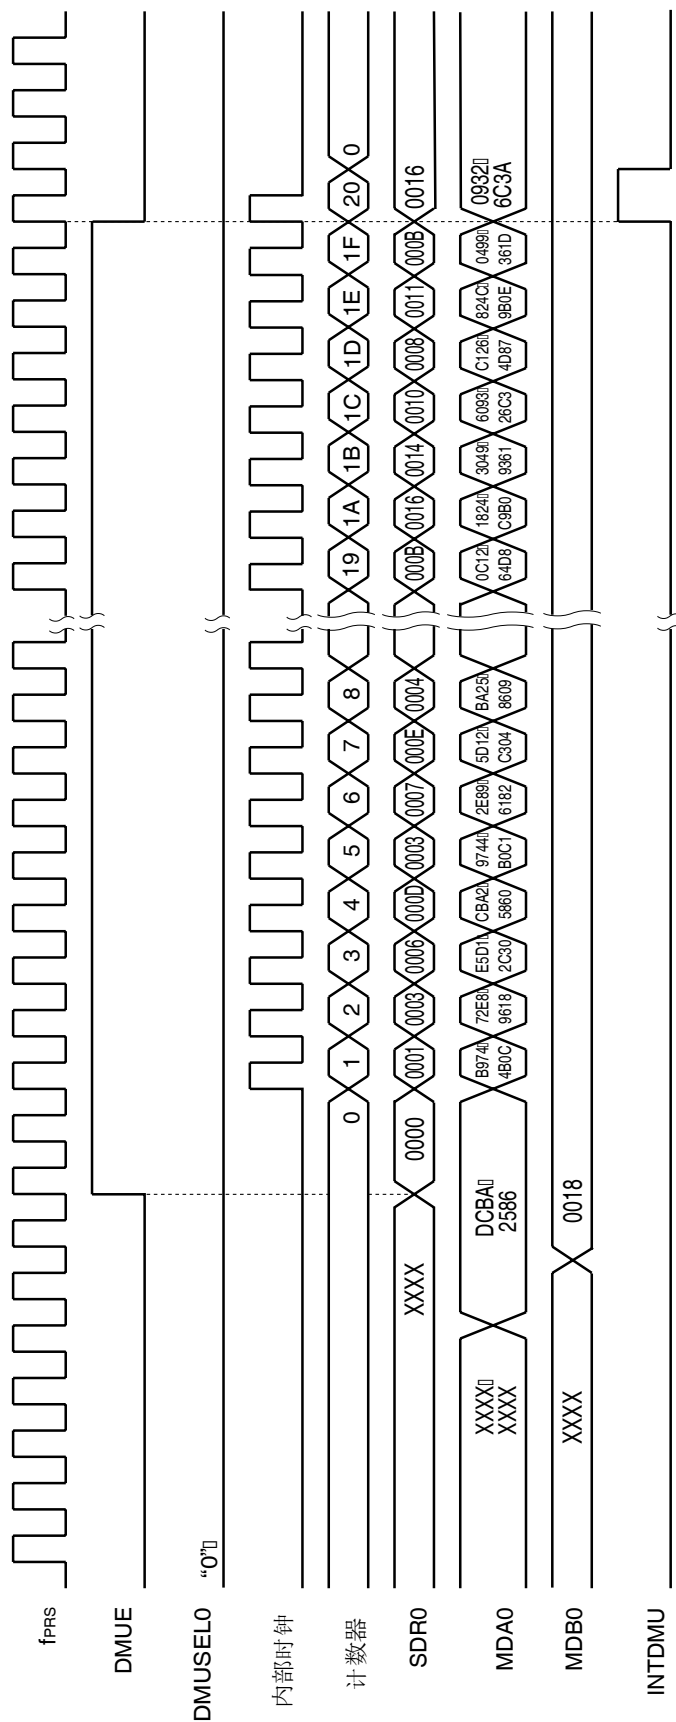 fPRS
DMUE
DMUSEL0
“0”
内部时钟
计数器
0 1 2 3 4 5 6 7 8 19 1A 1B 1C 1D 1E 1F 20 0
SDR0
XXXX 0000 0001 0003 0006 000D 0003 0007 000E 0004 000B 0016 0014 0010 0008 0011 000B 0016
MDA0
XXXX DCBA B974 72E8 E5D1 CBA2 9744 2E89 5D12 BA25 0C12 1824 3049 6093 C126 824C 0499 0932
XXXX 2586 4B0C 9618 2C30 5860 B0C1 6182 C304 8609 64D8 C9B0 9361 26C3 4D87 9B0E 361D 6C3A
MDB0
XXXX 0018
INTDMU